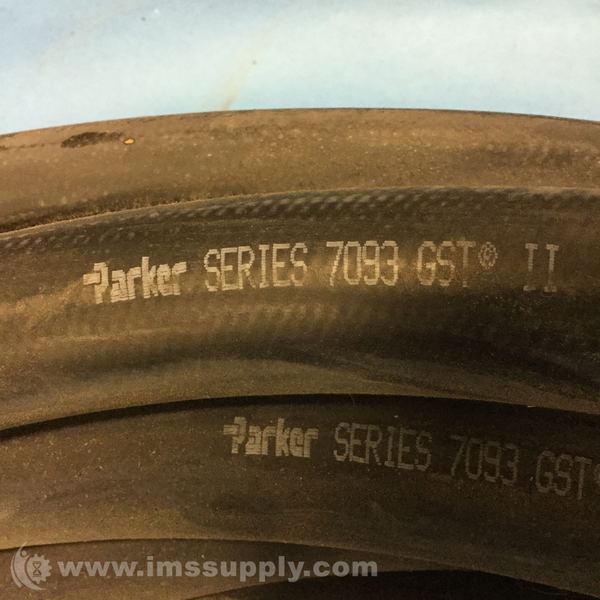 Parker SERIES 7093 GST® II
Parker SERIES 7093 GST®
www.imssupply.com